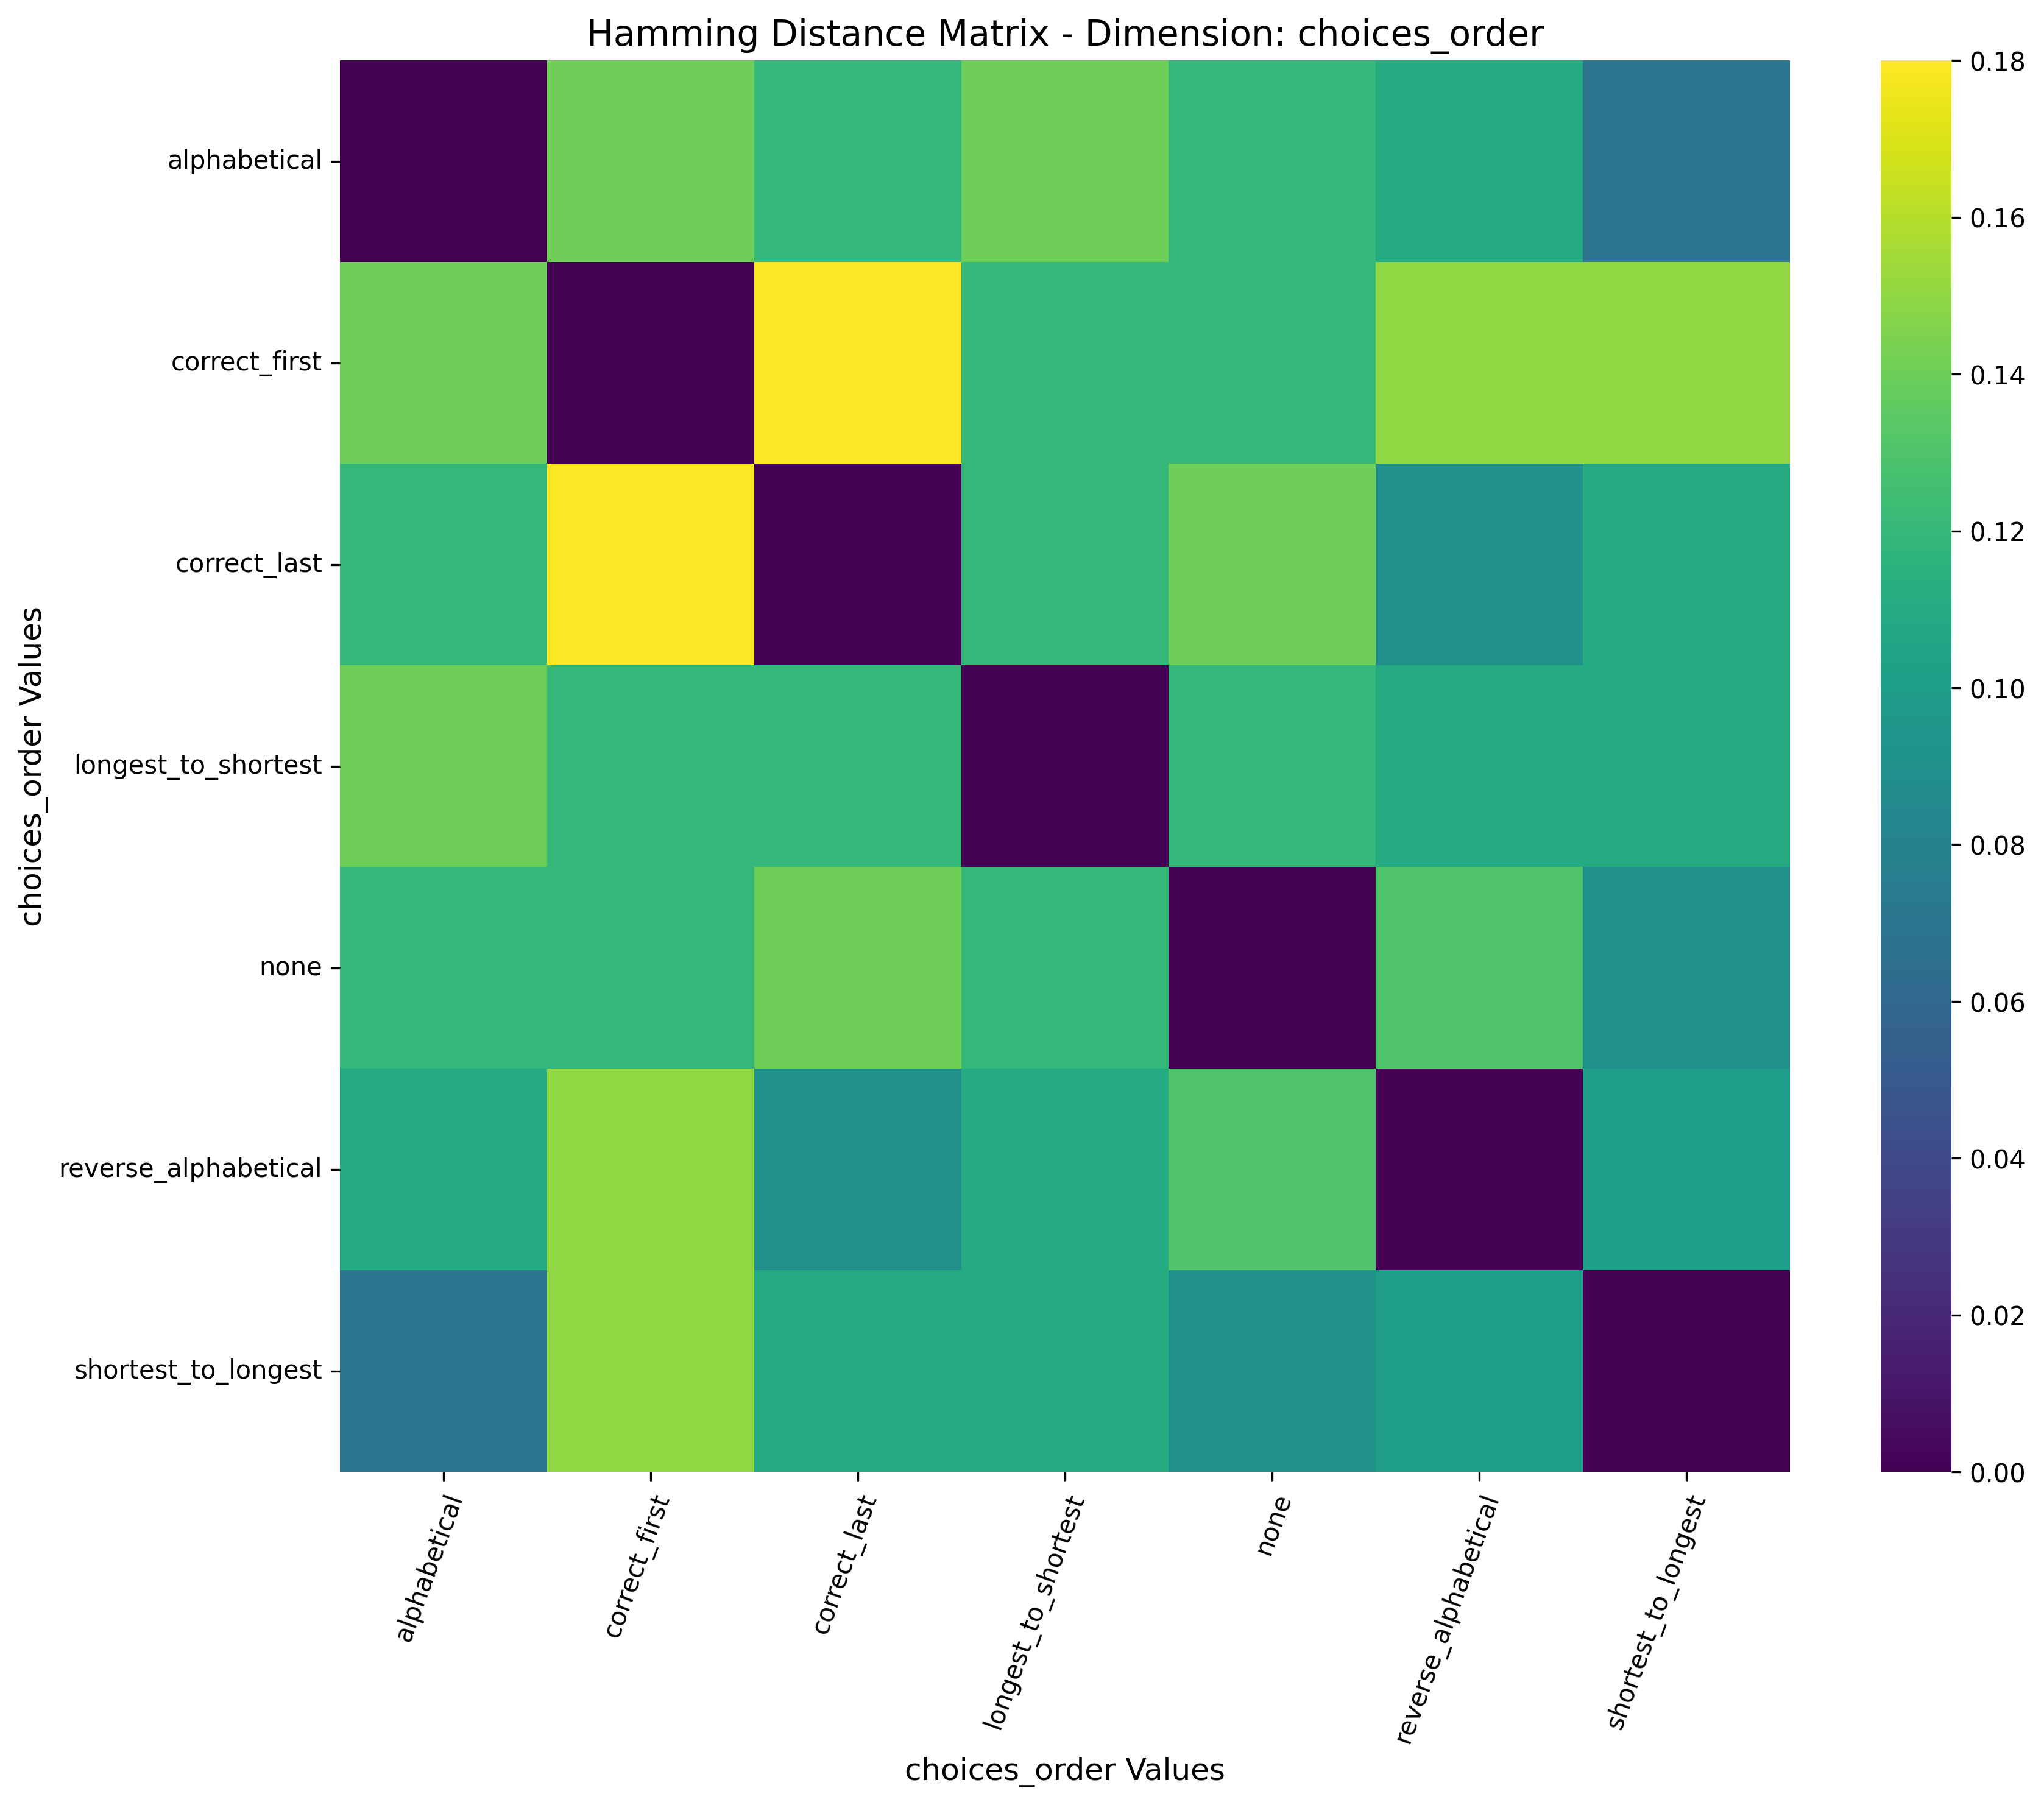 Hamming Distance Matrix - Dimension: choices_order
choices_order Values
alphabetical
correct_first
correct_last
longest_to_shortest
none
reverse_alphabetical
shortest_to_longest
alphabetical
correct_first
correct_last
longest_to_shortest
none
reverse_alphabetical
shortest_to_longest
choices_order Values
0.18
0.16
0.14
0.12
0.10
0.08
0.06
0.04
0.02
0.00